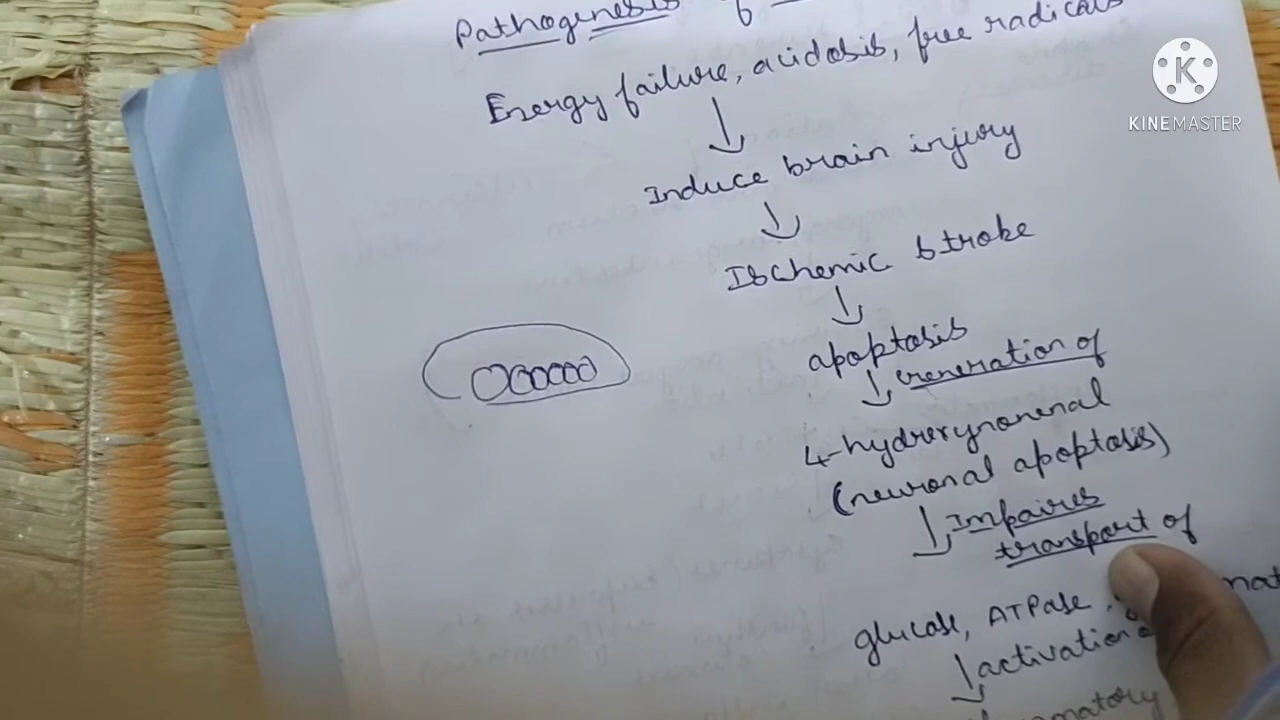 Pathogenesis of
Energy failure, acidosis, free radicals
KINEMASTER
Induce brain injury
Ischemic stroke
apoptosis
Generation of
4-hydroxynonenal
(neuronal apoptosis)
Impaires
transport of
glucose, ATPase,
activation